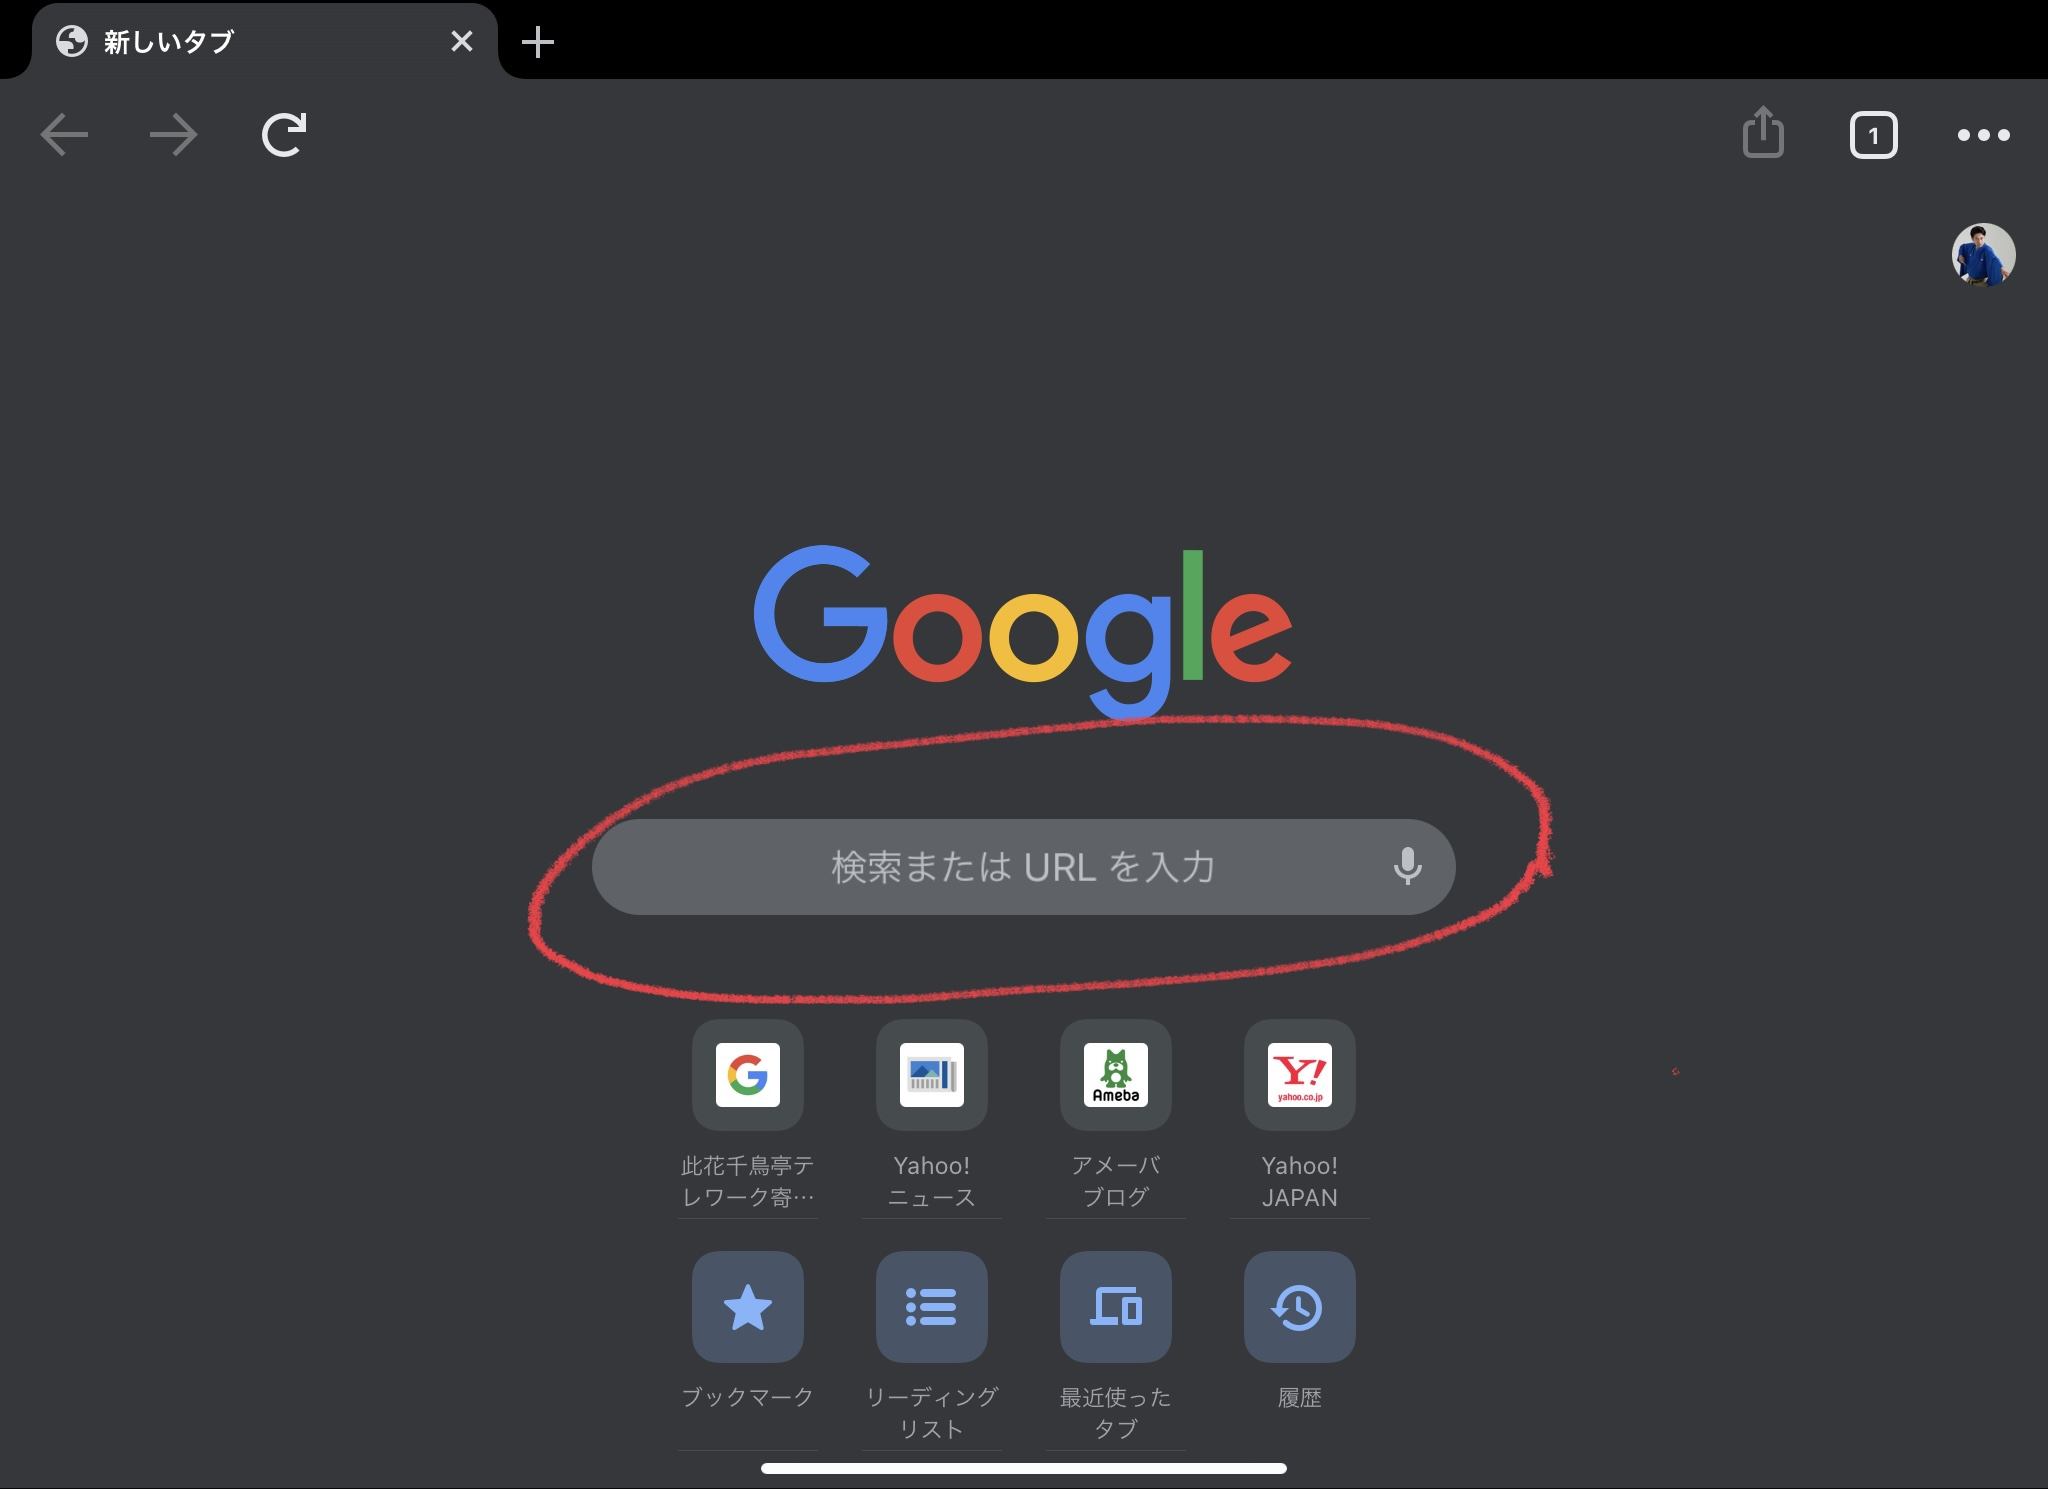 新しいタブ
1
Google
検索または URL を入力
Ameba
Y!
yahoo.co.jp
此花千鳥亭テ
レワーク寄…
Yahoo!
ニュース
アメーバ
ブログ
Yahoo!
JAPAN
ブックマーク
リーディング
リスト
最近使った
タブ
履歴